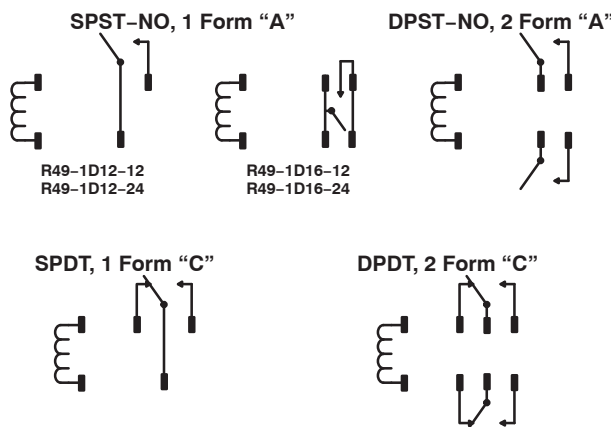 SPST–NO, 1 Form “A”
DPST–NO, 2 Form “A”
R49–1D12–12
R49–1D12–24
R49–1D16–12
R49–1D16–24
SPDT, 1 Form “C”
DPDT, 2 Form “C”